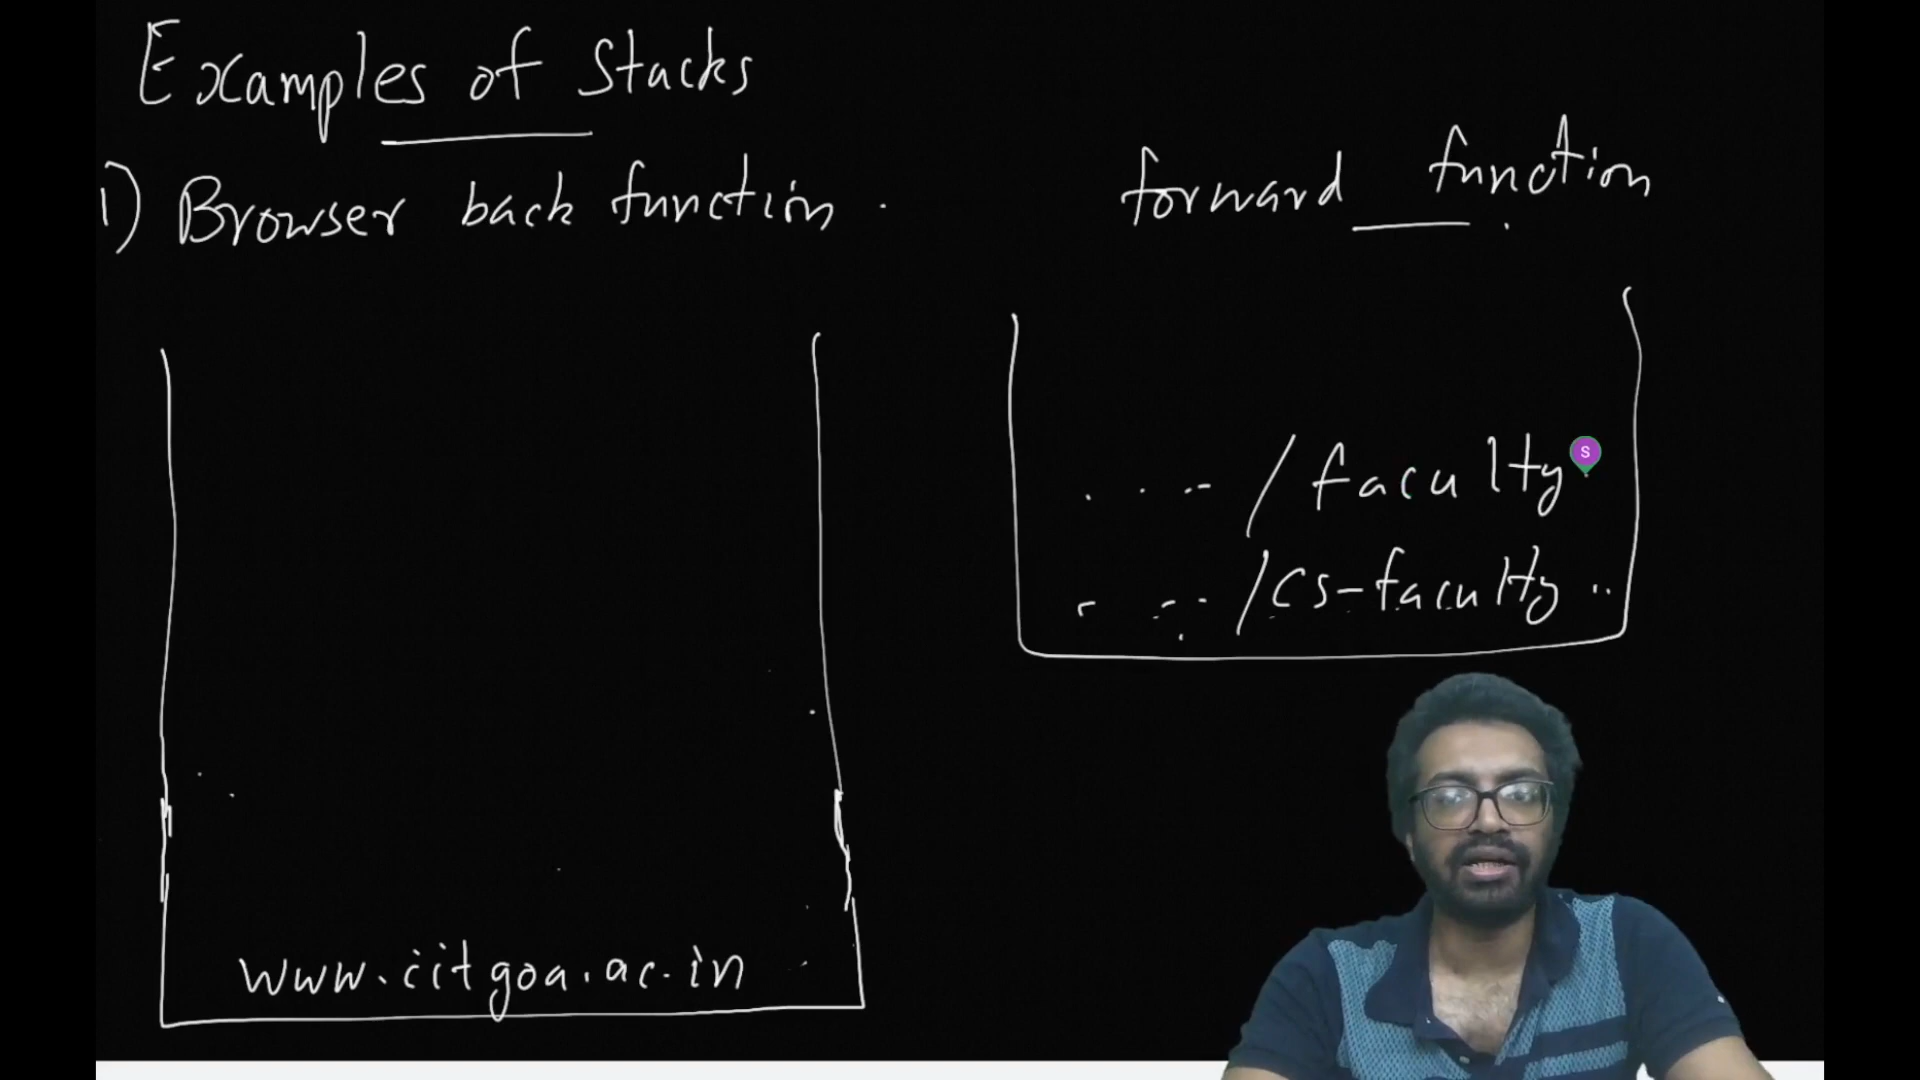 Examples of Stacks
1) Browser back function.
forward function
... /faculty
S
... /cs-faculty ..
www.citgoa.ac.in